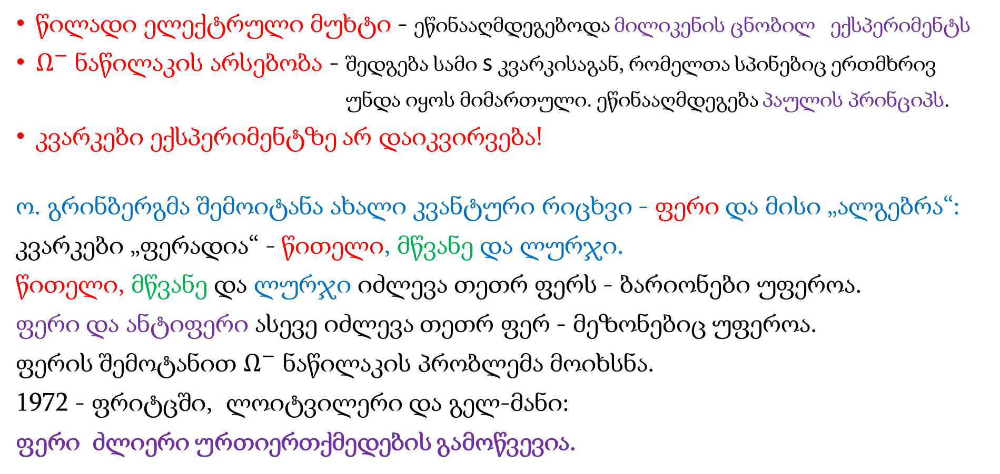 • წილადი ელექტრული მუხტი - ეწინააღმდეგებოდა მილიკენის ცნობილ ექსპერიმენტს
• Ω⁻ ნაწილაკის არსებობა - შედგება სამი s კვარკისაგან, რომელთა სპინებიც ერთმხრივ
უნდა იყოს მიმართული. ეწინააღმდეგება პაულის პრინციპს.
• კვარკები ექსპერიმენტზე არ დაიკვირვება!
ო. გრინბერგმა შემოიტანა ახალი კვანტური რიცხვი - ფერი და მისი „ალგებრა“:
კვარკები „ფერადია“ - წითელი, მწვანე და ლურჯი.
წითელი, მწვანე და ლურჯი იძლევა თეთრ ფერს - ბარიონები უფეროა.
ფერი და ანტიფერი ასევე იძლევა თეთრ ფერ - მეზონებიც უფეროა.
ფერის შემოტანით Ω⁻ ნაწილაკის პრობლემა მოიხსნა.
1972 - ფრიტცში, ლოიტვილერი და გელ-მანი:
ფერი ძლიერი ურთიერთქმედების გამოწვევია.